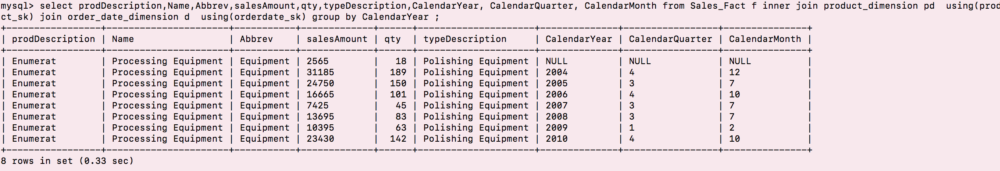 mysql> select prodDescription,Name,Abbrev,salesAmount,qty,typeDescription,CalendarYear, CalendarQuarter, CalendarMonth from Sales_Fact f inner join product_dimension pd  using(prod
ct_sk) join order_date_dimension d  using(orderdate_sk) group by CalendarYear ;
+-----------------+----------------------+-----------+-------------+------+---------------------+--------------+-----------------+---------------+
| prodDescription | Name                 | Abbrev    | salesAmount | qty  | typeDescription     | CalendarYear | CalendarQuarter | CalendarMonth |
+-----------------+----------------------+-----------+-------------+------+---------------------+--------------+-----------------+---------------+
| Enumerat        | Processing Equipment | Equipment | 2565        |   18 | Polishing Equipment | NULL         | NULL            | NULL          |
| Enumerat        | Processing Equipment | Equipment | 31185       |  189 | Polishing Equipment | 2004         | 4               | 12            |
| Enumerat        | Processing Equipment | Equipment | 24750       |  150 | Polishing Equipment | 2005         | 3               | 7             |
| Enumerat        | Processing Equipment | Equipment | 16665       |  101 | Polishing Equipment | 2006         | 4               | 10            |
| Enumerat        | Processing Equipment | Equipment | 7425        |   45 | Polishing Equipment | 2007         | 3               | 7             |
| Enumerat        | Processing Equipment | Equipment | 13695       |   83 | Polishing Equipment | 2008         | 3               | 7             |
| Enumerat        | Processing Equipment | Equipment | 10395       |   63 | Polishing Equipment | 2009         | 1               | 2             |
| Enumerat        | Processing Equipment | Equipment | 23430       |  142 | Polishing Equipment | 2010         | 4               | 10            |
+-----------------+----------------------+-----------+-------------+------+---------------------+--------------+-----------------+---------------+
8 rows in set (0.33 sec)